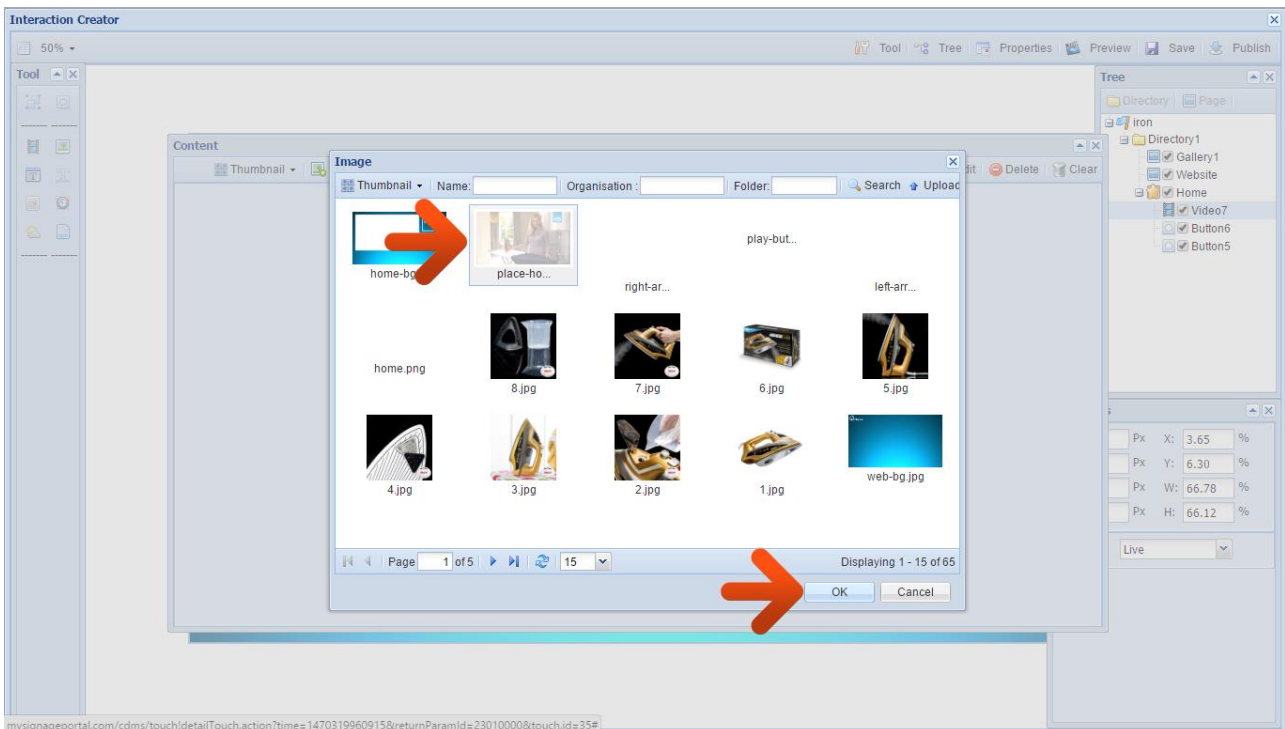 Interaction Creator
50%
Tool Tree Properties Preview Save Publish
Tool
Tree
Directory Page
iron
Directory1
Gallery1
Website
Home
Video7
Button6
Button5
Content
Thumbnail
Delete Clear
Image
Thumbnail Name: Organisation : Folder: Search Upload
home-bg
place-ho...
right-ar...
play-but...
left-arr...
home.png
8.jpg
7.jpg
6.jpg
5.jpg
4.jpg
3.jpg
2.jpg
1.jpg
web-bg.jpg
Page 1 of 5 15 Displaying 1 - 15 of 65
OK Cancel
Px X: 3.65 %
Px Y: 6.30 %
Px W: 66.78 %
Px H: 66.12 %
Live
mysignageportal.com/cdms/touch!detailTouch.action?time=1470319960915&returnParamId=23010000&touch.id=35#